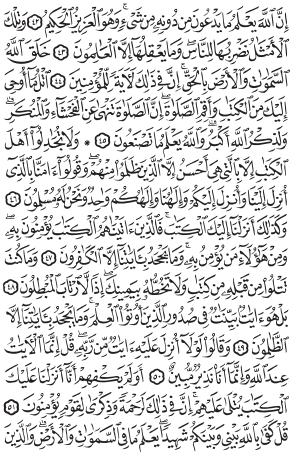 إِنَّ ٱللَّهَ يَعْلَمُ مَا يَدْعُونَ مِن دُونِهِۦ مِن شَىْءٍ ۚ وَهُوَ ٱلْعَزِيزُ ٱلْحَكِيمُ ٤٢ وَتِلْكَ
ٱلْأَمْثَٰلُ نَضْرِبُهَا لِلنَّاسِ ۖ وَمَا يَعْقِلُهَآ إِلَّا ٱلْعَٰلِمُونَ ٤٣ خَلَقَ ٱللَّهُ
ٱلسَّمَٰوَٰتِ وَٱلْأَرْضَ بِٱلْحَقِّ ۚ إِنَّ فِى ذَٰلِكَ لَءَايَةً لِّلْمُؤْمِنِينَ ٤٤ ٱتْلُ مَآ أُوحِىَ
إِلَيْكَ مِنَ ٱلْكِتَٰبِ وَأَقِمِ ٱلصَّلَوٰةَ ۖ إِنَّ ٱلصَّلَوٰةَ تَنْهَىٰ عَنِ ٱلْفَحْشَآءِ وَٱلْمُنكَرِ ۗ
وَلَذِكْرُ ٱللَّهِ أَكْبَرُ ۗ وَٱللَّهُ يَعْلَمُ مَا تَصْنَعُونَ ٤٥ * وَلَا تُجَٰدِلُوٓا۟ أَهْلَ
ٱلْكِتَٰبِ إِلَّا بِٱلَّتِى هِىَ أَحْسَنُ إِلَّا ٱلَّذِينَ ظَلَمُوا۟ مِنْهُمْ ۖ وَقُولُوٓا۟ ءَامَنَّا بِٱلَّذِىٓ
أُنزِلَ إِلَيْنَا وَأُنزِلَ إِلَيْكُمْ وَإِلَٰهُنَا وَإِلَٰهُكُمْ وَٰحِدٌ وَنَحْنُ لَهُۥ مُسْلِمُونَ ٤٦
وَكَذَٰلِكَ أَنزَلْنَآ إِلَيْكَ ٱلْكِتَٰبَ ۚ فَٱلَّذِينَ ءَاتَيْنَٰهُمُ ٱلْكِتَٰبَ يُؤْمِنُونَ بِهِۦ ۖ
وَمِنْ هَٰٓؤُلَآءِ مَن يُؤْمِنُ بِهِۦ ۚ وَمَا يَجْحَدُ بِـَٔايَٰتِنَآ إِلَّا ٱلْكَٰفِرُونَ ٤٧ وَمَا كُنتَ
تَتْلُوا۟ مِن قَبْلِهِۦ مِن كِتَٰبٍ وَلَا تَخُطُّهُۥ بِيَمِينِكَ ۖ إِذًا لَّٱرْتَابَ ٱلْمُبْطِلُونَ ٤٨
بَلْ هُوَ ءَايَٰتٌۢ بَيِّنَٰتٌ فِى صُدُورِ ٱلَّذِينَ أُوتُوا۟ ٱلْعِلْمَ ۚ وَمَا يَجْحَدُ بِـَٔايَٰتِنَآ إِلَّا
ٱلظَّٰلِمُونَ ٤٩ وَقَالُوا۟ لَوْلَآ أُنزِلَ عَلَيْهِ ءَايَٰتٌ مِّن رَّبِّهِۦ ۖ قُلْ إِنَّمَا ٱلْءَايَٰتُ
عِندَ ٱللَّهِ وَإِنَّمَآ أَنَا۠ نَذِيرٌ مُّبِينٌ ٥٠ أَوَلَمْ يَكْفِهِمْ أَنَّآ أَنزَلْنَا عَلَيْكَ
ٱلْكِتَٰبَ يُتْلَىٰ عَلَيْهِمْ ۚ إِنَّ فِى ذَٰلِكَ لَرَحْمَةً وَذِكْرَىٰ لِقَوْمٍ يُؤْمِنُونَ ٥١
قُلْ كَفَىٰ بِٱللَّهِ بَيْنِى وَبَيْنَكُمْ شَهِيدًا ۖ يَعْلَمُ مَا فِى ٱلسَّمَٰوَٰتِ وَٱلْأَرْضِ ۗ وَٱلَّذِينَ